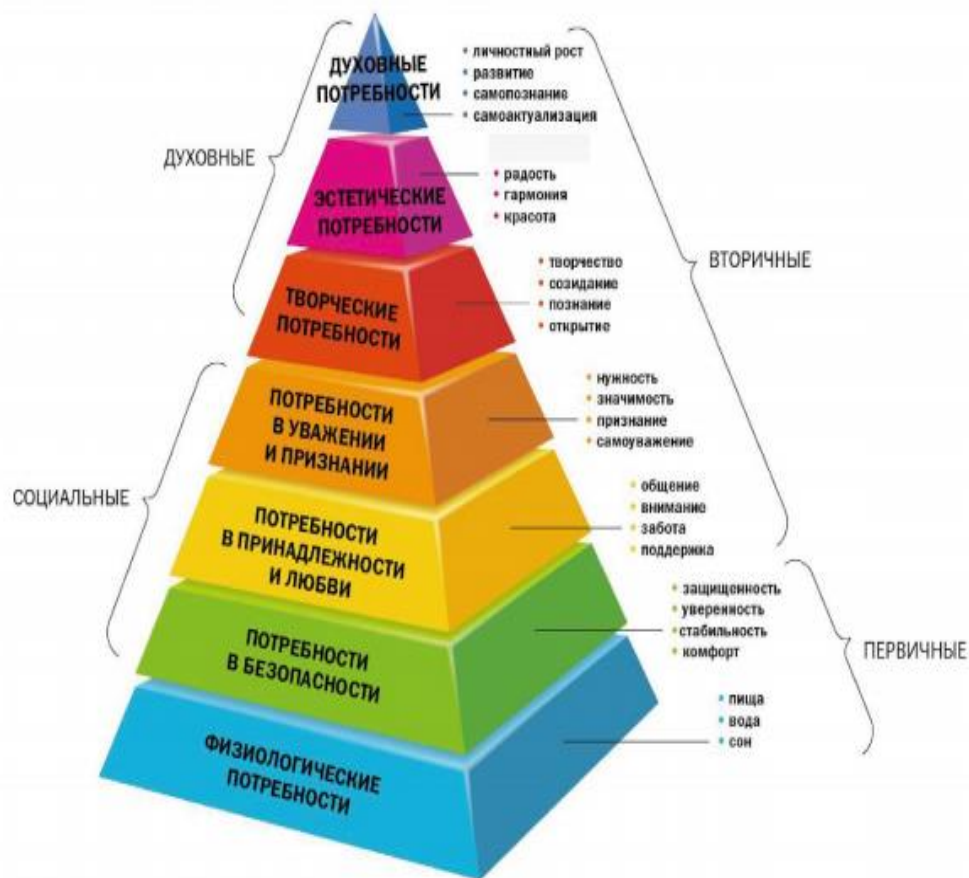 ДУХОВНЫЕ
ПОТРЕБНОСТИ
• личностный рост
• развитие
• самопознание
• самоактуализация
ДУХОВНЫЕ
ЭСТЕТИЧЕСКИЕ
ПОТРЕБНОСТИ
• радость
• гармония
• красота
ВТОРИЧНЫЕ
ТВОРЧЕСКИЕ
ПОТРЕБНОСТИ
• творчество
• созидание
• познание
• открытие
ПОТРЕБНОСТИ
В УВАЖЕНИИ
И ПРИЗНАНИИ
• нужность
• значимость
• признание
• самоуважение
СОЦИАЛЬНЫЕ
ПОТРЕБНОСТИ
В ПРИНАДЛЕЖНОСТИ
И ЛЮБВИ
• общение
• внимание
• забота
• поддержка
ПОТРЕБНОСТИ
В БЕЗОПАСНОСТИ
• защищенность
• уверенность
• стабильность
• комфорт
ПЕРВИЧНЫЕ
ФИЗИОЛОГИЧЕСКИЕ
ПОТРЕБНОСТИ
• пища
• вода
• сон